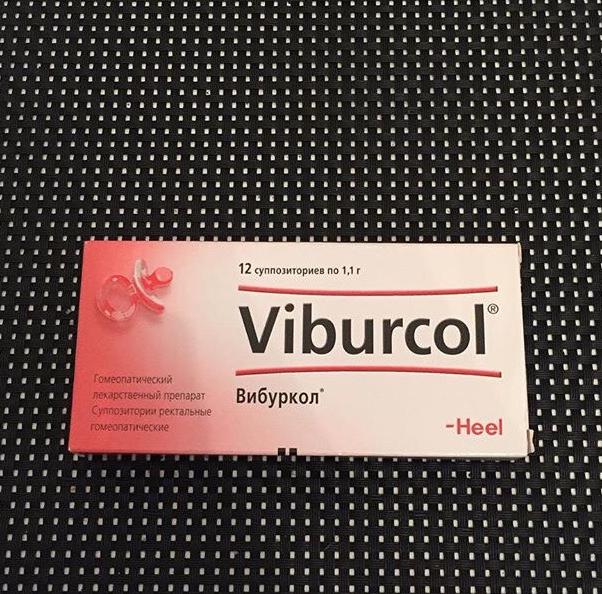 12 суппозиториев по 1,1 г
Viburcol®
Вибуркол®
Гомеопатический
лекарственный препарат
Суппозитории ректальные
гомеопатические
-Heel